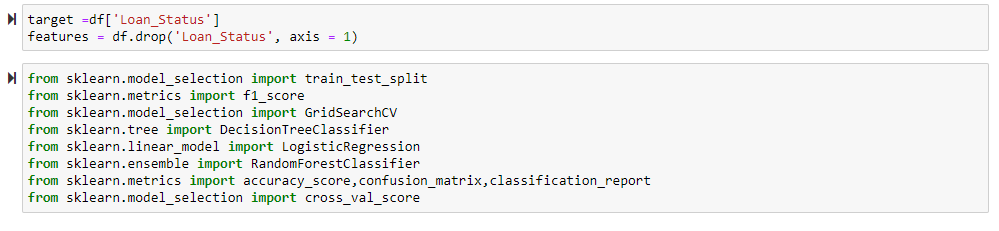 target =df['Loan_Status']
features = df.drop('Loan_Status', axis = 1)
from sklearn.model_selection import train_test_split
from sklearn.metrics import f1_score
from sklearn.model_selection import GridSearchCV
from sklearn.tree import DecisionTreeClassifier
from sklearn.linear_model import LogisticRegression
from sklearn.ensemble import RandomForestClassifier
from sklearn.metrics import accuracy_score,confusion_matrix,classification_report
from sklearn.model_selection import cross_val_score